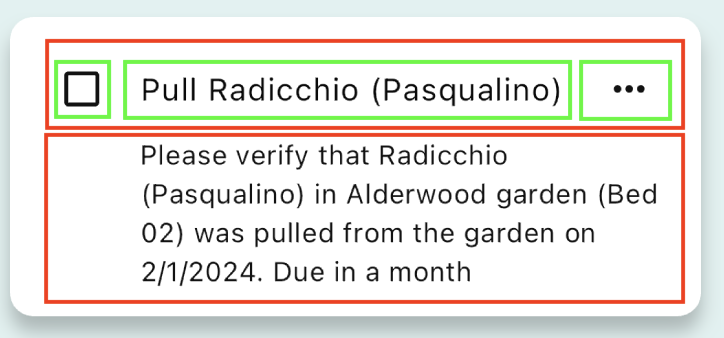 Pull Radicchio (Pasqualino) •••
Please verify that Radicchio
(Pasqualino) in Alderwood garden (Bed
02) was pulled from the garden on
2/1/2024. Due in a month